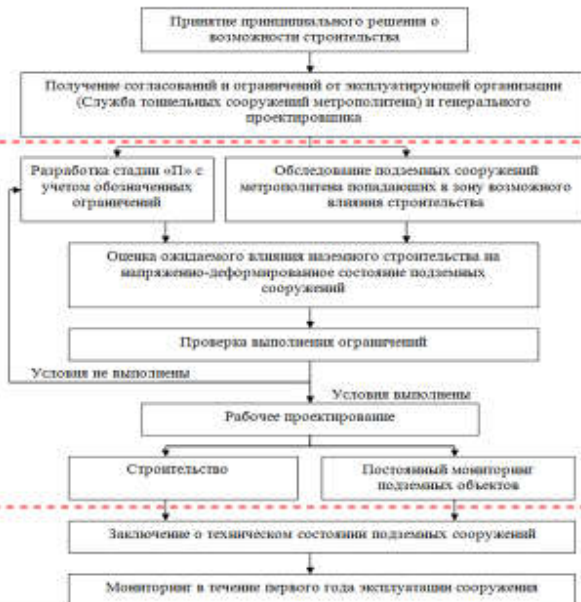 Принятие принципиального решения о
возможности строительства
Получение согласований и ограничений от эксплуатирующей организации
(Служба тоннельных сооружений метрополитена) и генерального
проектировщика
Разработка стадии «П» с
учетом обозначенных
ограничений
Обследование подземных сооружений
метрополитена попадающих в зону возможного
влияния строительства
Оценка ожидаемого влияния наземного строительства на
напряженно-деформированное состояние подземных
сооружений
Проверка выполнения ограничений
Условия не выполнены
Условия выполнены
Рабочее проектирование
Строительство
Постоянный мониторинг
подземных объектов
Заключение о техническом состоянии подземных сооружений
Мониторинг в течение первого года эксплуатации сооружения